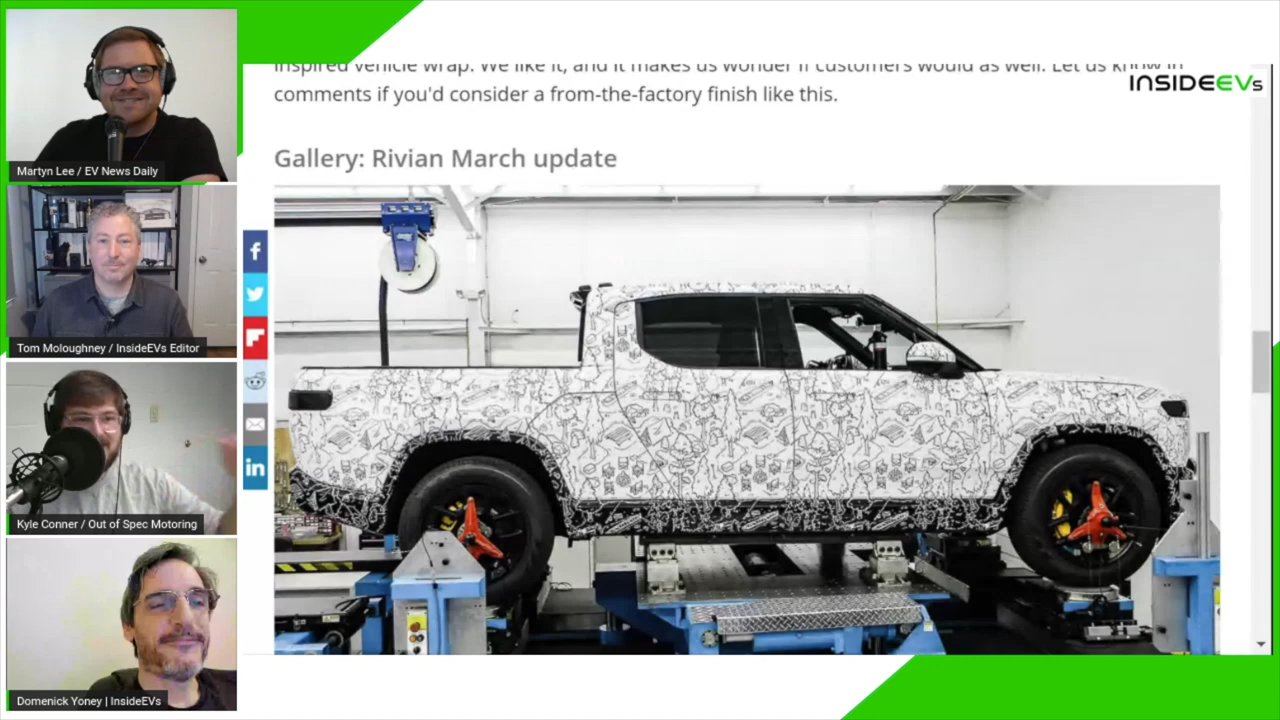 Martyn Lee / EV News Daily
Tom Moloughney / InsideEVs Editor
Kyle Conner / Out of Spec Motoring
Domenick Yoney | InsideEVs
inspired vehicle wrap. We like it, and it makes us wonder if customers would as well. Let us know in
comments if you'd consider a from-the-factory finish like this.
INSIDEEVs
Gallery: Rivian March update
f
in